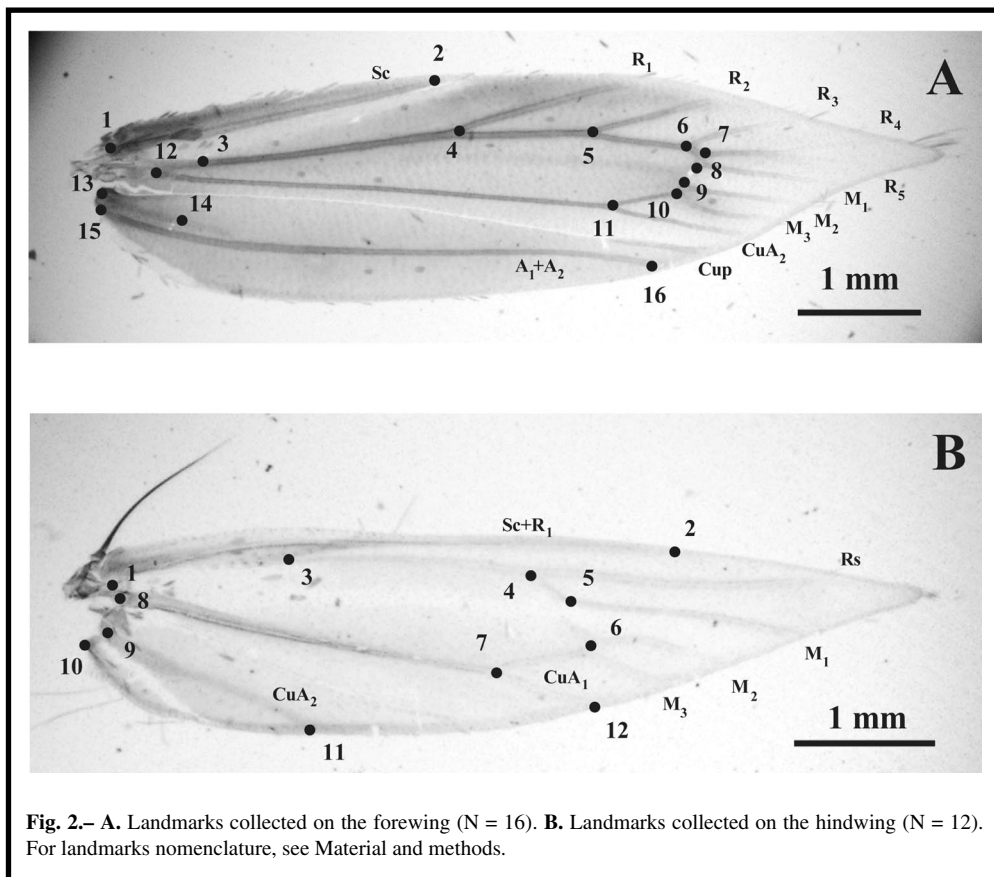 A
2
Sc
R1
R2
R3
R4
1
12
3
4
5
6
7
8
13
9
R5
14
10
M1
15
11
M2
M3
CuA2
A1+A2
Cup
16
1 mm
B
Sc+R1
2
Rs
1
3
4
5
8
6
9
7
10
M1
CuA1
M2
CuA2
M3
11
12
1 mm
Fig. 2.– A. Landmarks collected on the forewing (N = 16). B. Landmarks collected on the hindwing (N = 12).
For landmarks nomenclature, see Material and methods.